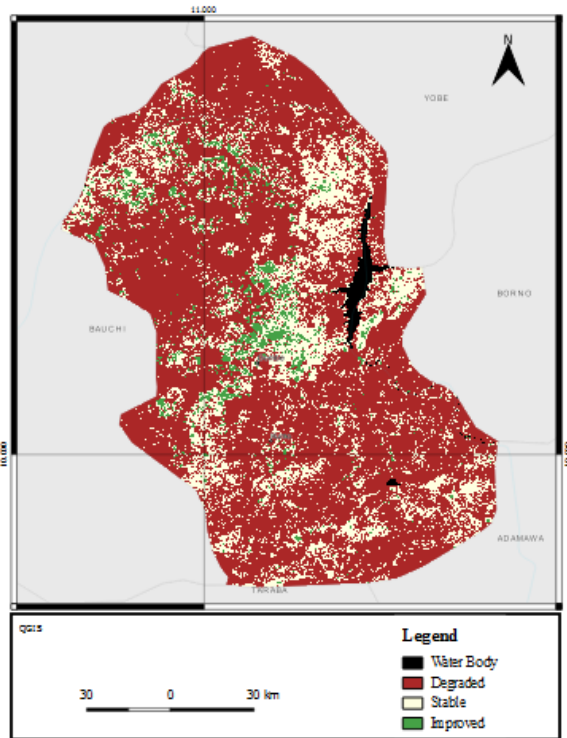 11.000
N
YOBE
BORNO
BAUCHI
10.000
10.000
ADAMAWA
TARABA
QGIS
Legend
Water Body
Degraded
Stable
Improved
30 0 30 km